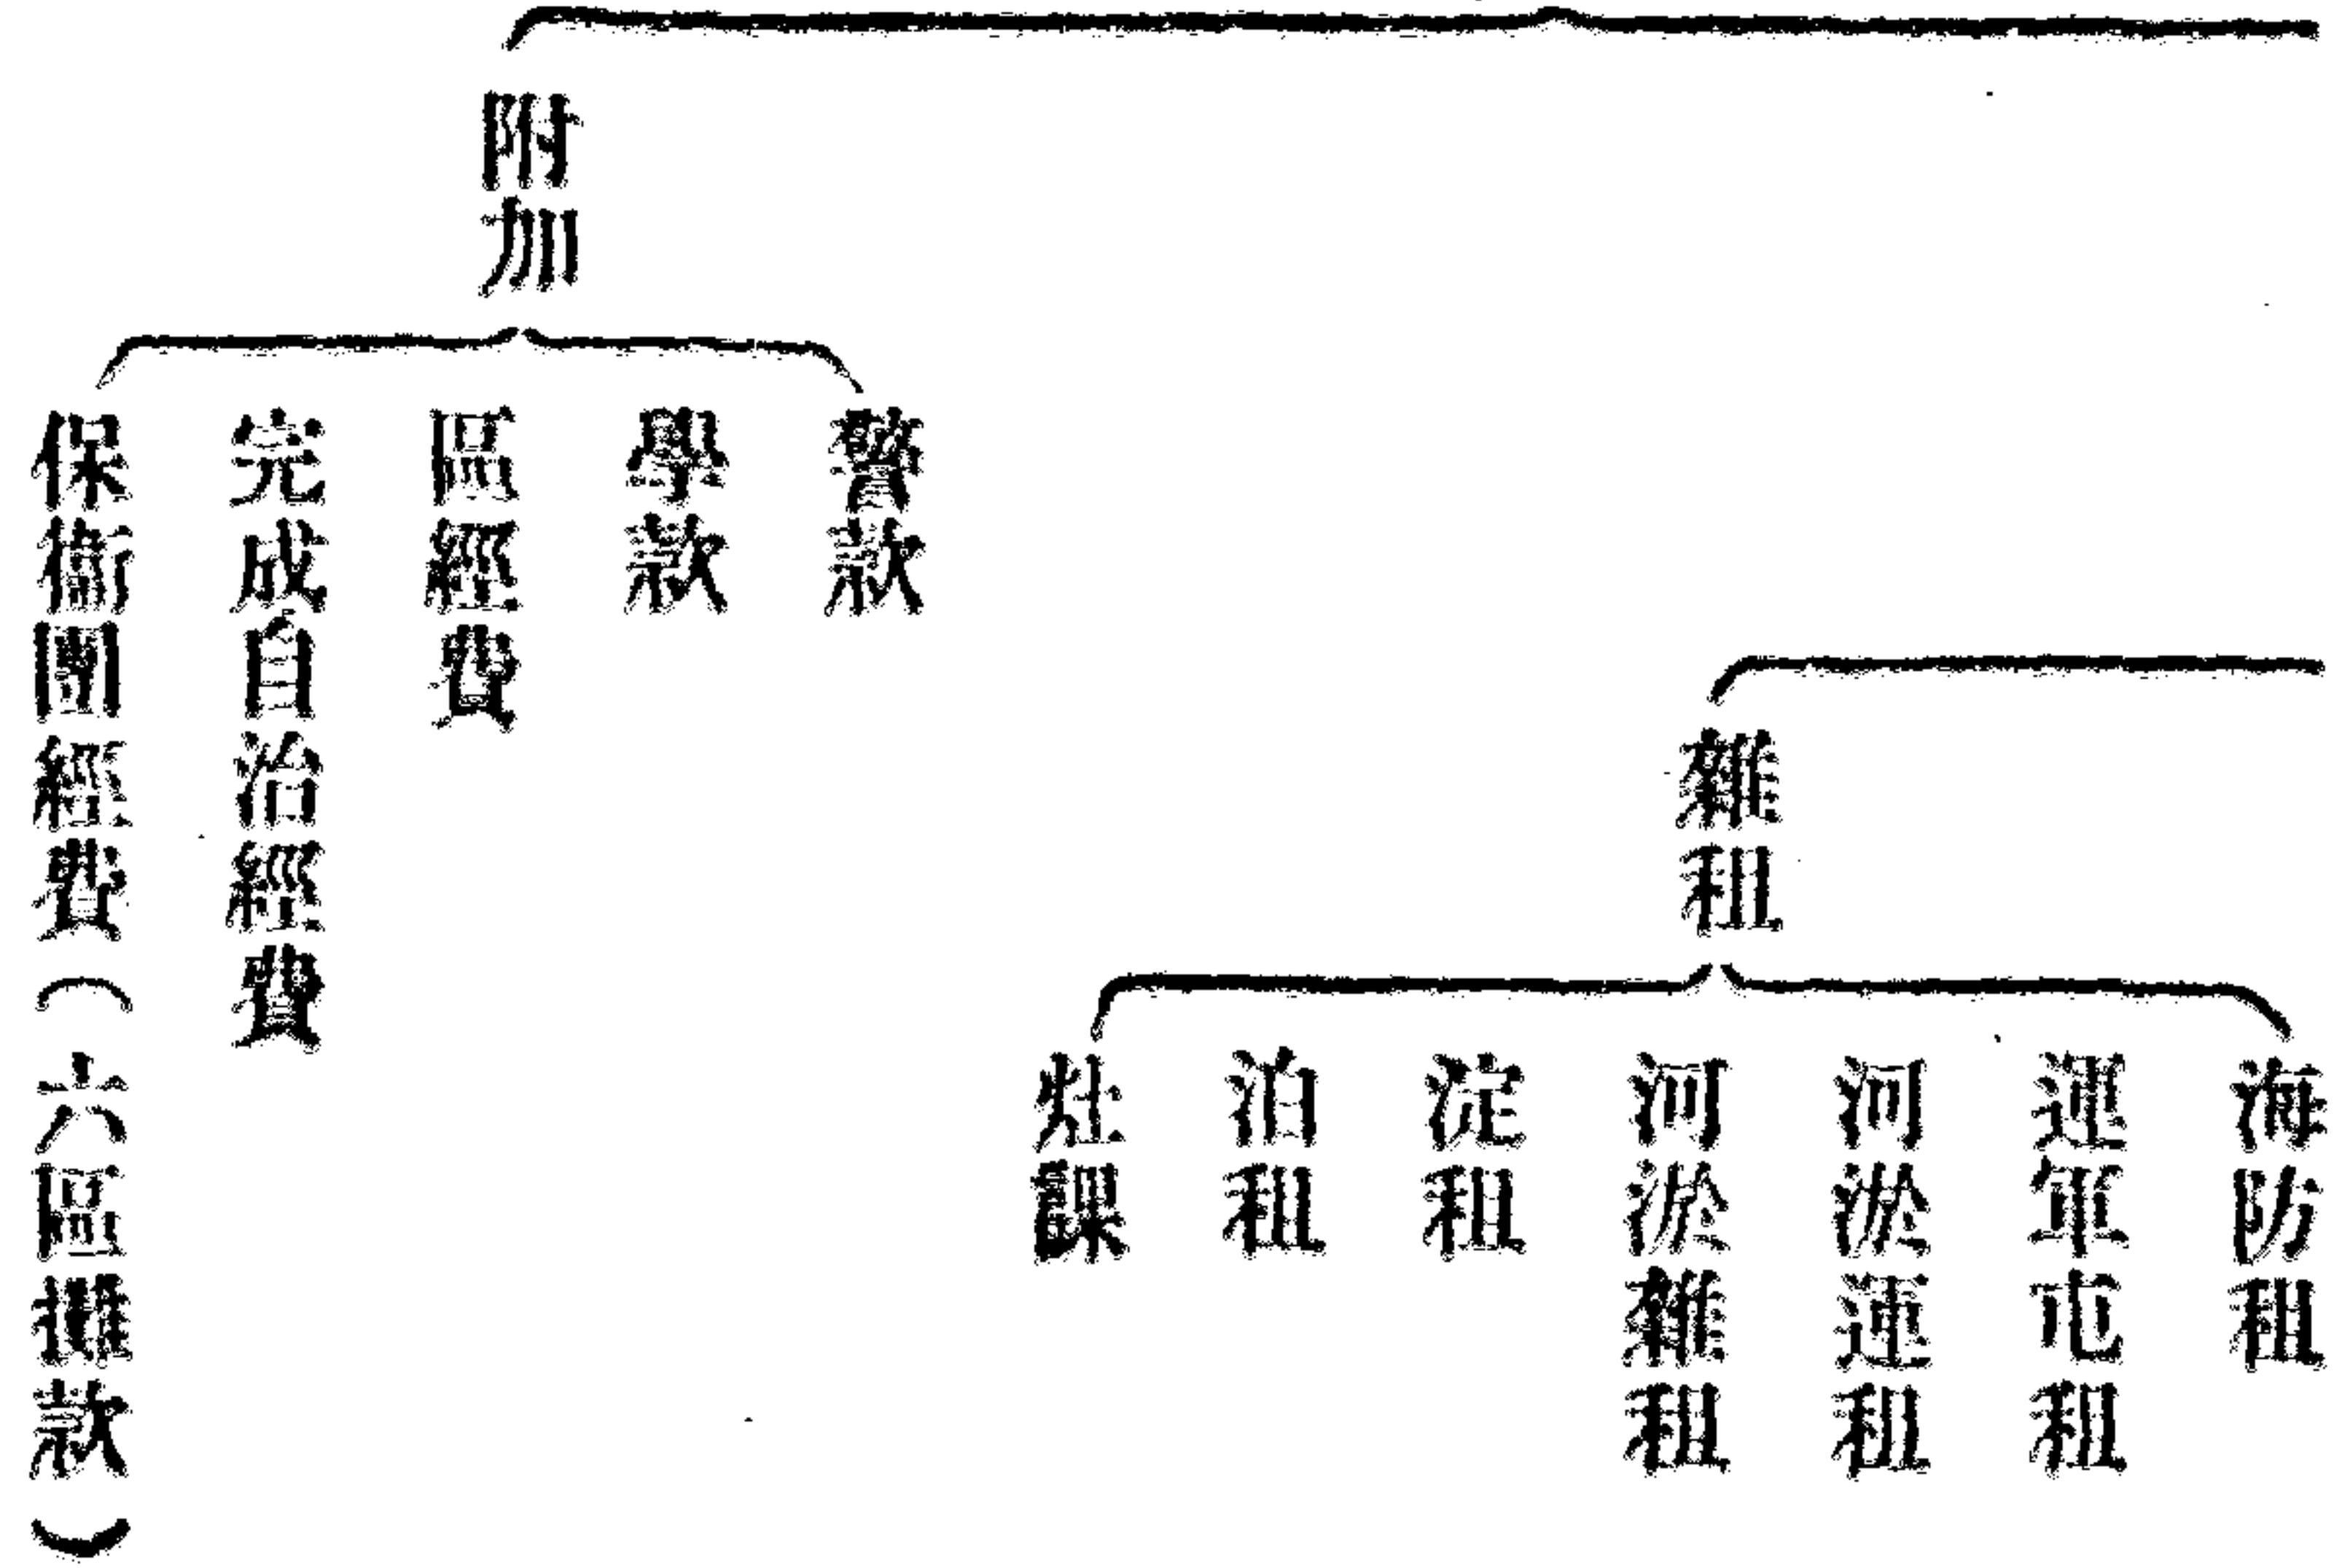 雜租
海防租
運軍屯租
河淤運租
河淤雜租
淀租
泊租
灶課
附加
警款
學款
區經費
完成自治經費
保衛團經費（六區攤款）